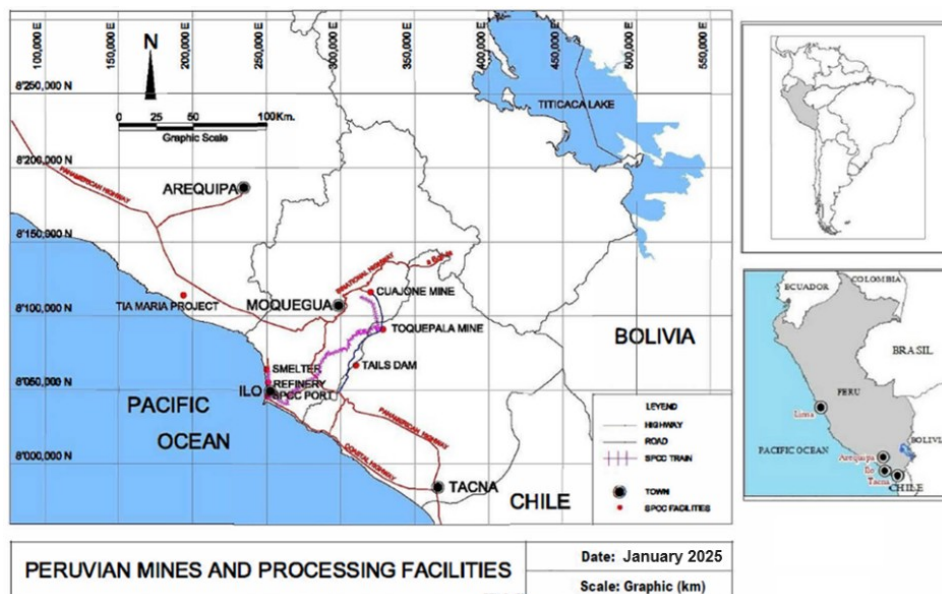 100,000 E
150,000 E
200,000 E
250,000 E
300,000 E
350,000 E
400,000 E
450,000 E
500,000 E
550,000 E
N
8'250,000 N
0 25 50 100Km.
Graphic Scale
TITICACA LAKE
8'200,000 N
PANAMERICAN HIGHWAY
AREQUIPA
8'150,000 N
BINATIONAL HIGHWAY
CUAJONE MINE
TIA MARIA PROJECT
MOQUEGUA
8'100,000 N
TOQUEPALA MINE
BOLIVIA
SMELTER
TAILS DAM
REFINERY
ILO
SPCC PORT
8'050,000 N
PACIFIC
OCEAN
PANAMERICAN HIGHWAY
COASTAL HIGHWAY
8'000,000 N
TACNA
CHILE
LEYEND
HIGHWAY
ROAD
SPCC TRAIN
TOWN
SPCC FACILITIES
ECUADOR
COLOMBIA
BRASIL
PERU
Lima
PACIFIC OCEAN
BOLIVIA
Arequipa
Ilo
Tacna
CHILE
PERUVIAN MINES AND PROCESSING FACILITIES
Date: January 2025
Scale: Graphic (km)